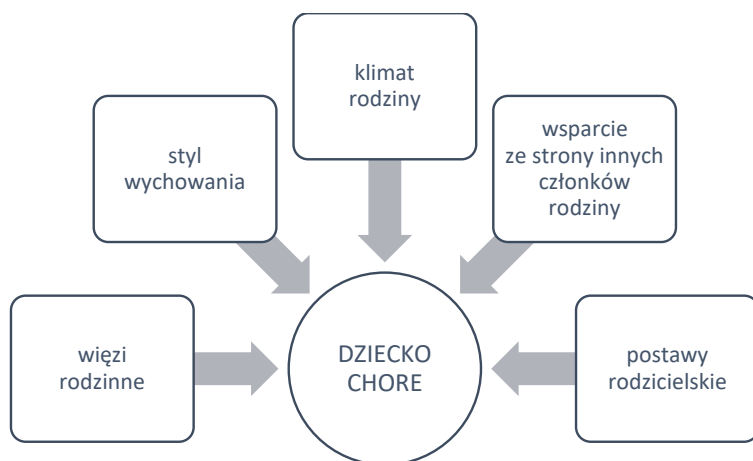 klimat
rodziny
styl
wychowania
wsparcie
ze strony innych
członków
rodziny
więzi
rodzinne
DZIECKO
CHORE
postawy
rodzicielskie